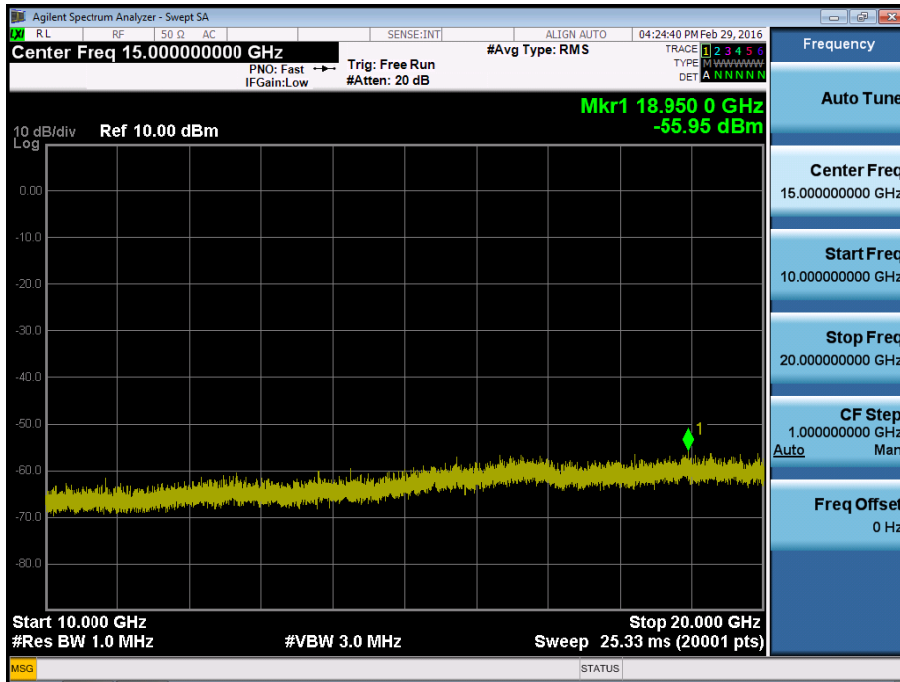 Agilent Spectrum Analyzer - Swept SA
LXI RL RF 50 Ω AC SENSE:INT ALIGN AUTO 04:24:40 PM Feb 29, 2016
Center Freq 15.000000000 GHz
PNO: Fast
IFGain:Low
Trig: Free Run
#Atten: 20 dB
#Avg Type: RMS
TRACE 1 2 3 4 5 6
TYPE M WWWWW
DET A N N N N N
Mkr1 18.950 0 GHz
-55.95 dBm
10 dB/div Ref 10.00 dBm
Log
0.00
-10.0
-20.0
-30.0
-40.0
-50.0
-60.0
-70.0
-80.0
1
Start 10.000 GHz Stop 20.000 GHz
#Res BW 1.0 MHz #VBW 3.0 MHz Sweep 25.33 ms (20001 pts)
MSG STATUS
Frequency
Auto Tune
Center Freq
15.000000000 GHz
Start Freq
10.000000000 GHz
Stop Freq
20.000000000 GHz
CF Step
1.000000000 GHz
Auto Man
Freq Offset
0 Hz